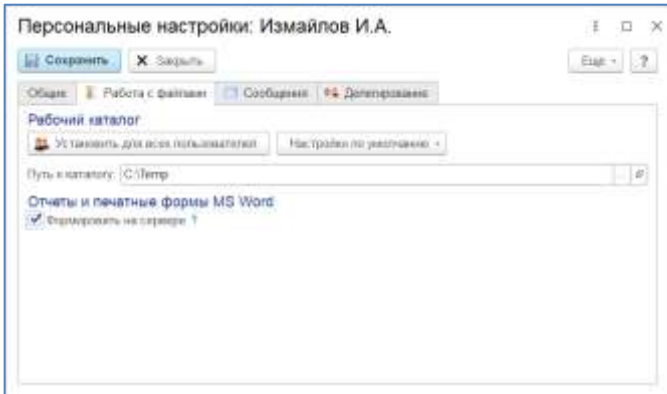 Персональные настройки: Измайлов И.А.
Сохранить Закрыть Еще ?
Общие Работа с файлами Сообщения Делегирование
Рабочий каталог
Установить для всех пользователей Настройки по умолчанию
Путь к каталогу: C:\Temp
Отчеты и печатные формы MS Word
Формировать на сервере ?